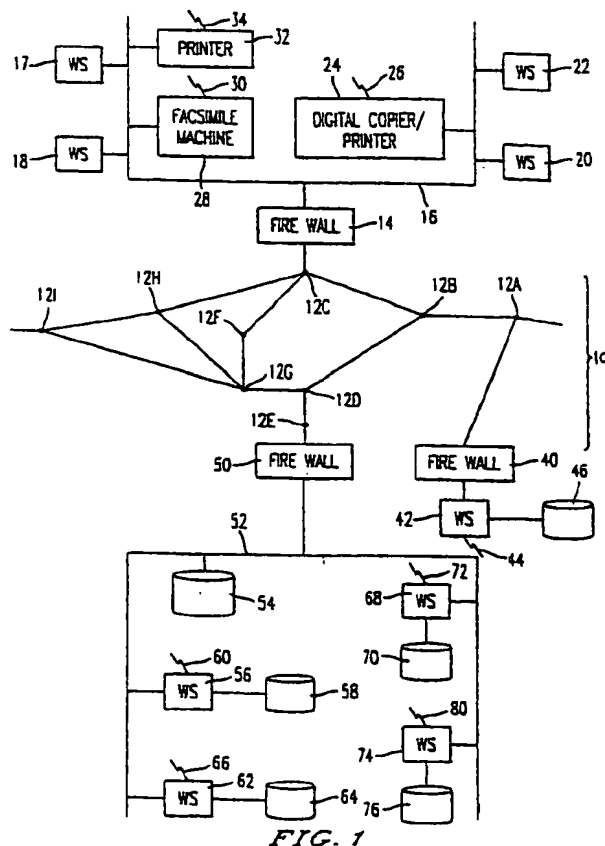 34
PRINTER
32
17
WS
30
FACSIMILE
MACHINE
28
18
WS
24
26
DIGITAL COPIER/
PRINTER
WS
22
WS
20
16
FIRE WALL
14
12I
12H
12C
12B
12A
12F
12G
12D
12E
10
FIRE WALL
50
FIRE WALL
40
46
42
WS
44
52
54
72
68
WS
70
60
56
WS
58
80
74
WS
76
66
62
WS
64
FIG. 1